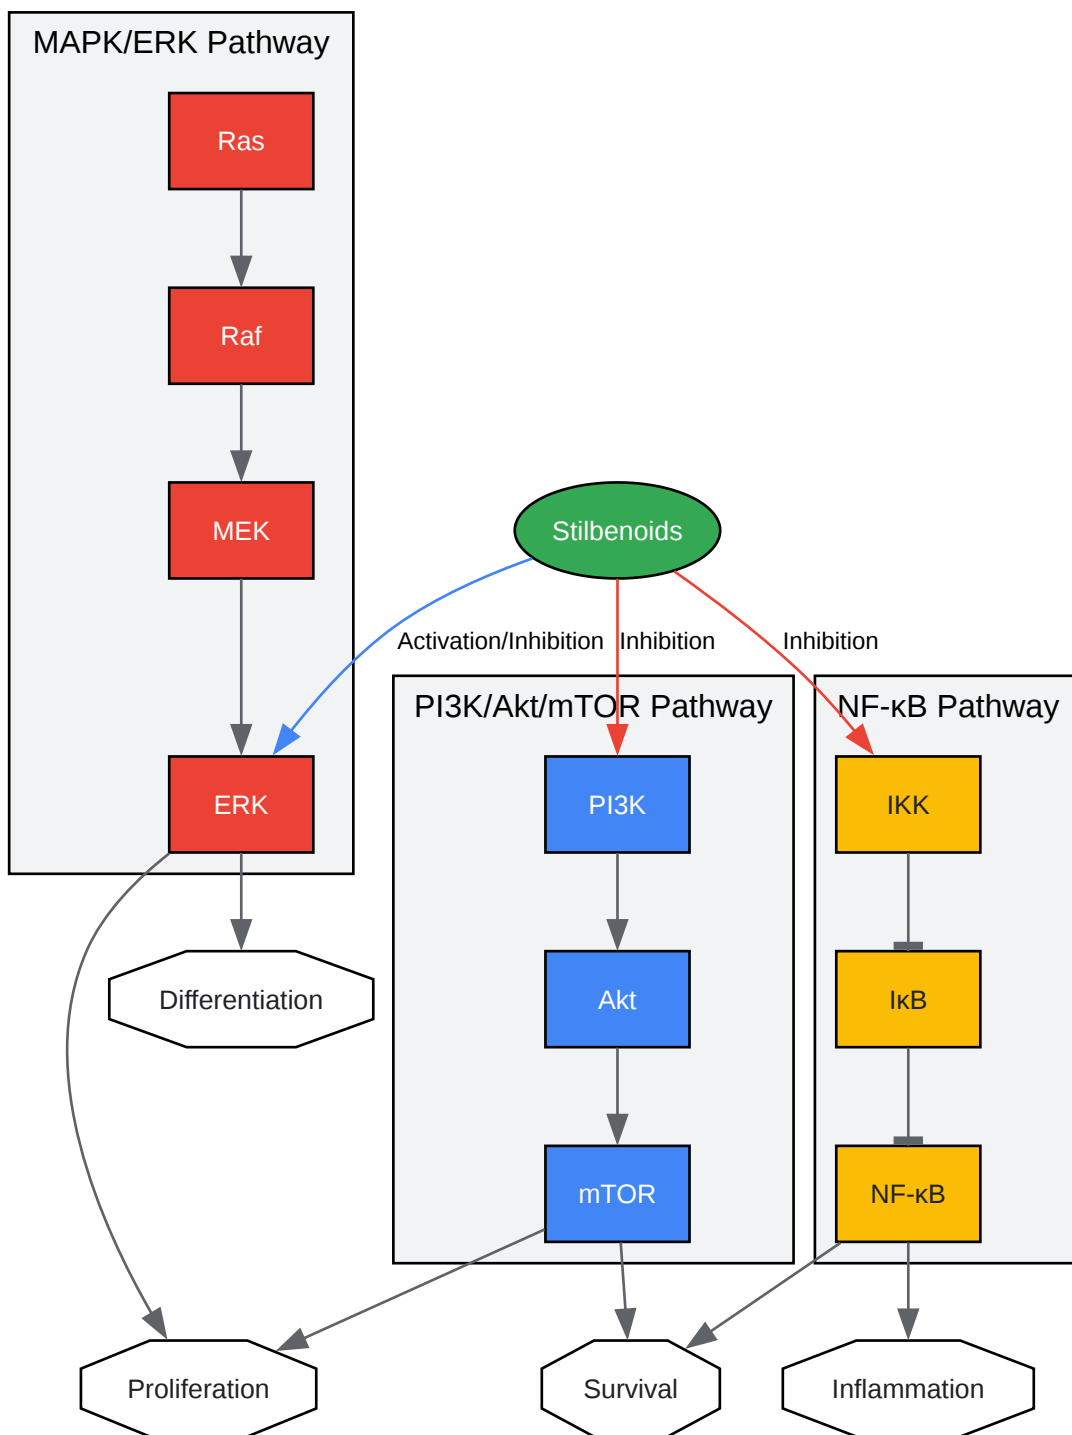 MAPK/ERK Pathway
Ras
Raf
MEK
Stilbenoids
Activation/Inhibition
Inhibition
Inhibition
PI3K/Akt/mTOR Pathway
NF-κB Pathway
ERK
PI3K
IKK
Differentiation
Akt
IκB
mTOR
NF-κB
Proliferation
Survival
Inflammation